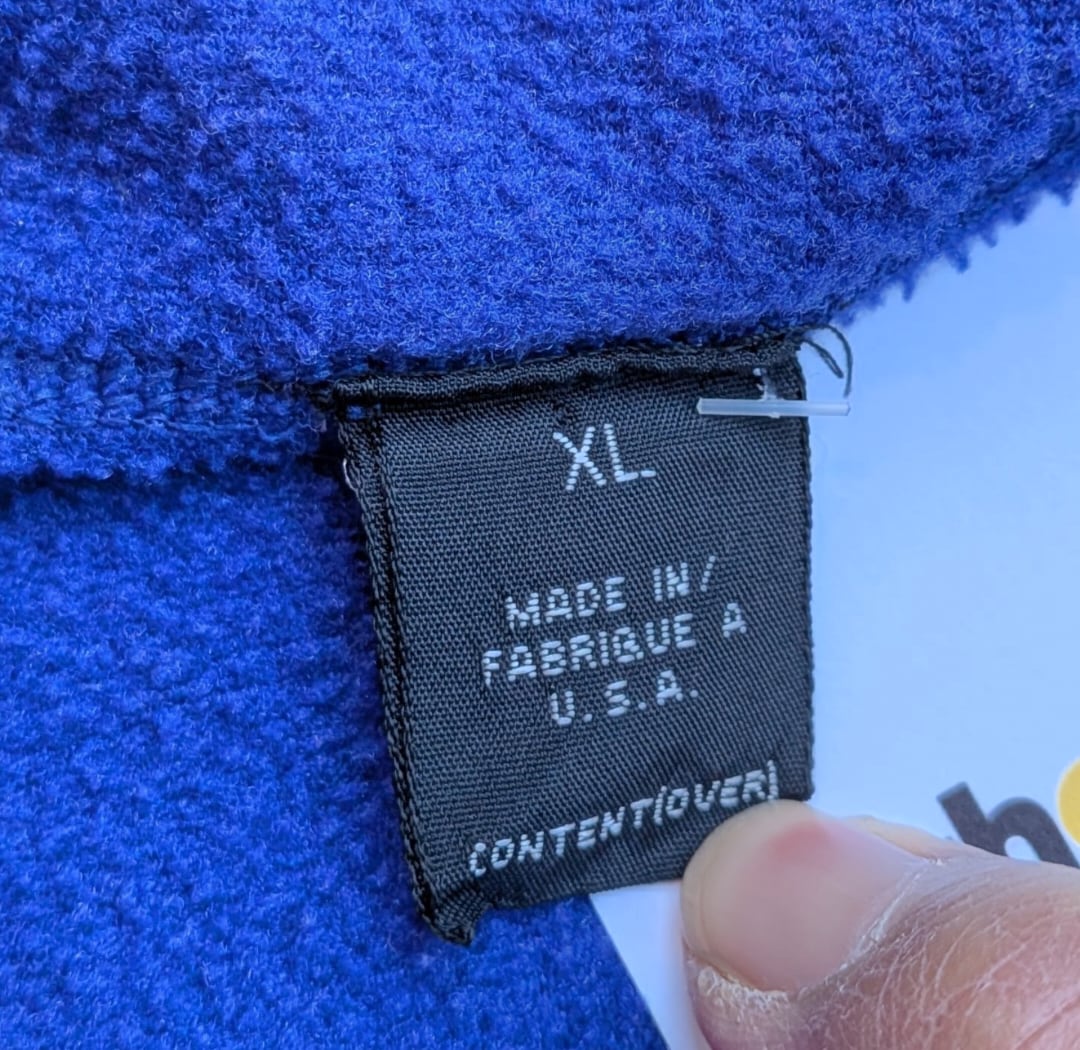 XL
MADE IN/
FABRIQUE A
U.S.A.
CONTENT(OVER)
h